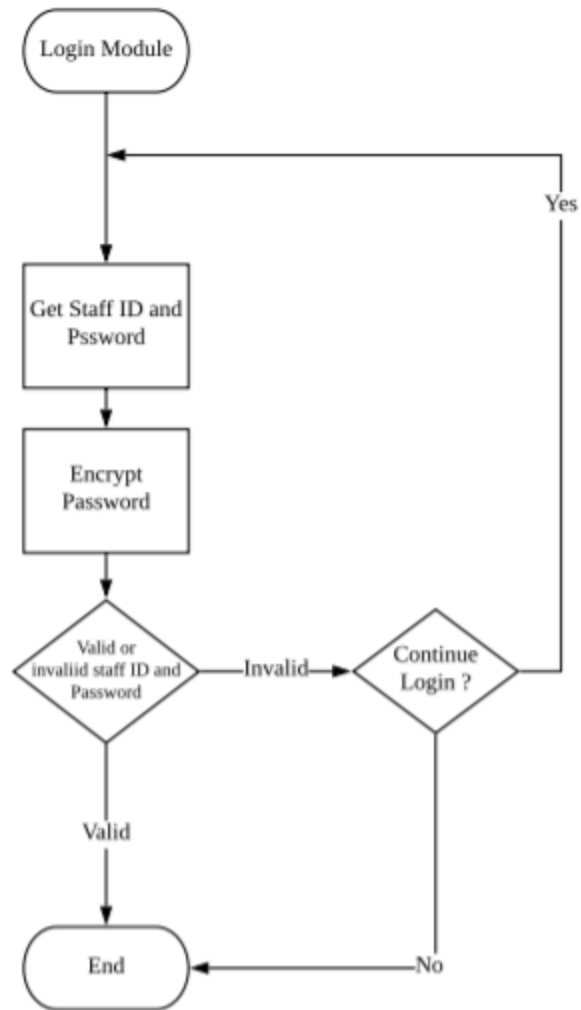 Login Module
Yes
Get Staff ID and
Pssword
Encrypt
Password
Valid or
invaliid staff ID and
Password
Invalid
Continue
Login ?
Valid
End
No